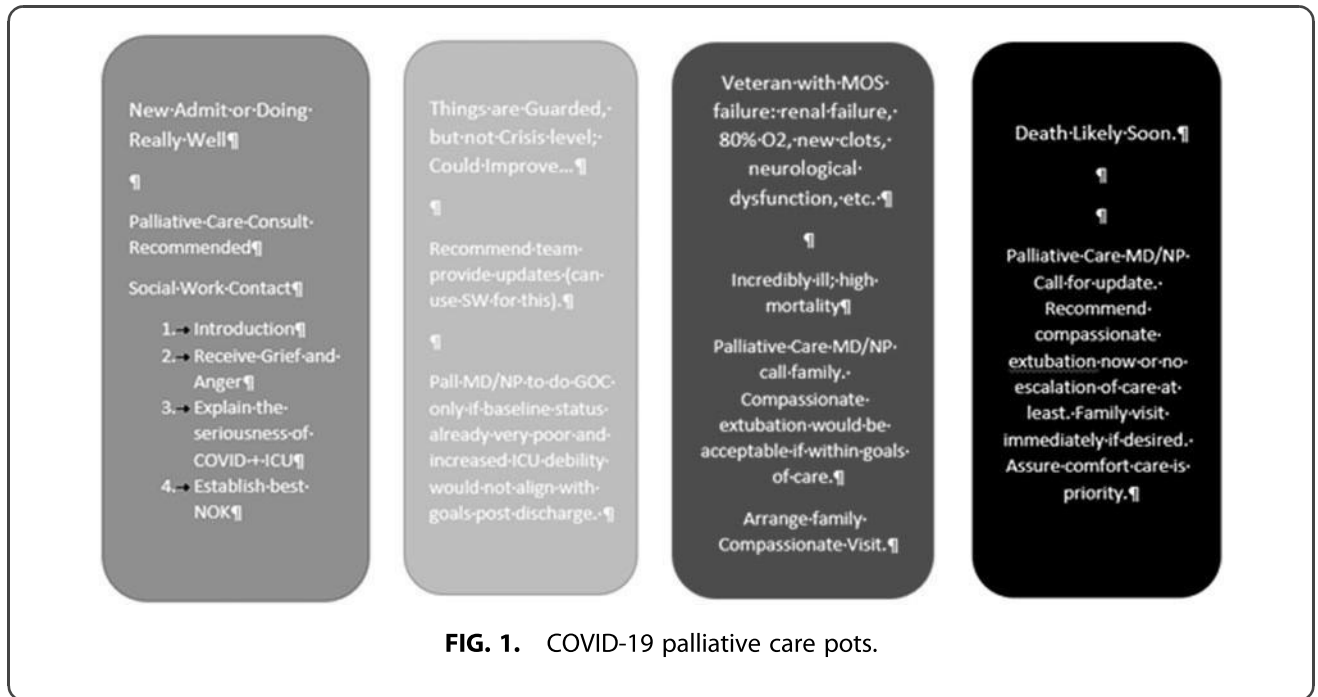 New·Admit·or·Doing·
Really·Well¶
¶
Palliative·Care·Consult·
Recommended¶
Social·Work·Contact¶
1.→Introduction¶
2.→Receive·Grief·and·
Anger¶
3.→Explain·the·
seriousness·of·
COVID·+·ICU¶
4.→Establish·best·
NOK¶
Things·are·Guarded,·
but·not·Crisis·level;·
Could·Improve...¶
¶
Recommend·team·
provide·updates·(can·
use·SW·for·this).¶
¶
Pall·MD/NP·to·do·GOC·
only·if·baseline·status·
already·very·poor·and·
increased·ICU·debility·
would·not·align·with·
goals·post·discharge.·¶
Veteran·with·MOS·
failure:·renal·failure,·
80%·O2,·new·clots,·
neurological·
dysfunction,·etc.·¶
¶
Incredibly·ill;·high·
mortality¶
Palliative·Care·MD/NP·
call·family.·
Compassionate·
extubation·would·be·
acceptable·if·within·goals·
of·care.¶
Arrange·family·
Compassionate·Visit.¶
Death·Likely·Soon.¶
¶
¶
Palliative·Care·MD/NP·
Call·for·update.·
Recommend·
compassionate·
extubation·now·or·no·
escalation·of·care·at·
least.·Family·visit·
immediately·if·desired.·
Assure·comfort·care·is·
priority.¶
FIG. 1. COVID-19 palliative care pots.